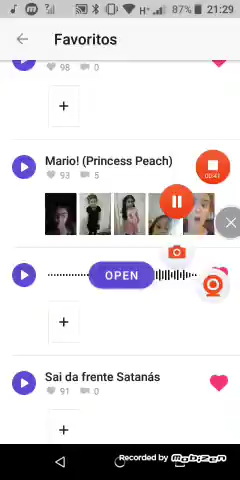 87% 21:29
Favoritos
98 0
+
Mario! (Princess Peach)
93 5
00:41
OPEN
+
Sai da frente Satanás
91 0
+
Recorded by MOBIZEN